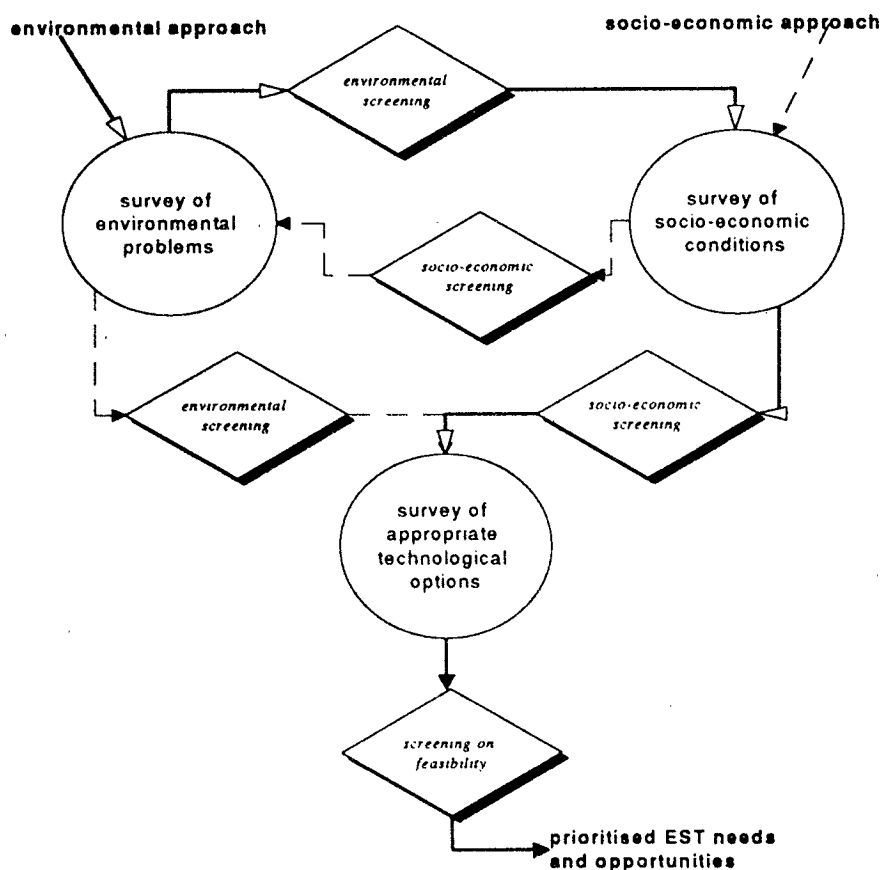 environmental approach
socio-economic approach
environmental
screening
survey of
environmental
problems
survey of
socio-economic
conditions
socio-economic
screening
environmental
screening
socio-economic
screening
survey of
appropriate
technological
options
screening on
feasibility
prioritised EST needs
and opportunities